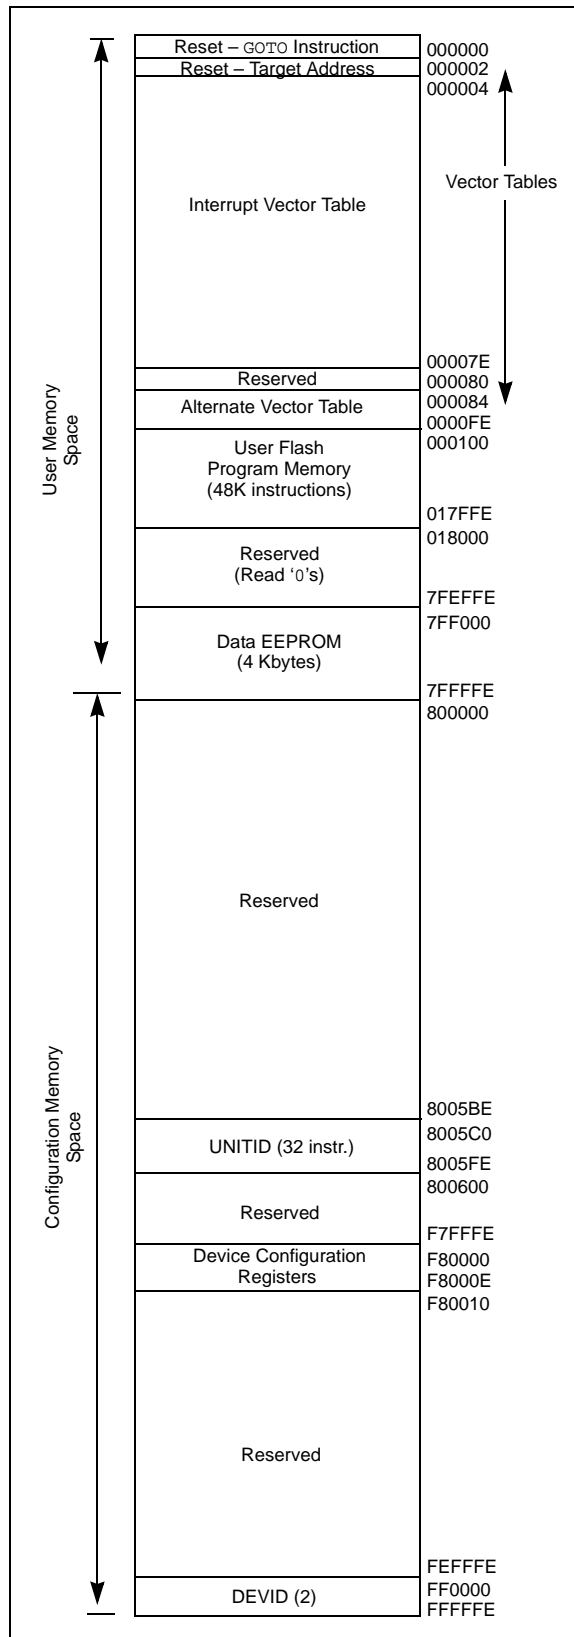 Reset – GOTO Instruction
000000
Reset – Target Address
000002
000004
Vector Tables
Interrupt Vector Table
00007E
Reserved
000080
Alternate Vector Table
000084
0000FE
User Memory
Space
User Flash
Program Memory
(48K instructions)
000100
017FFE
018000
Reserved
(Read ‘0’s)
7FEFFE
7FF000
Data EEPROM
(4 Kbytes)
7FFFFE
800000
Reserved
Configuration Memory
Space
8005BE
8005C0
UNITID (32 instr.)
8005FE
800600
Reserved
F7FFFE
Device Configuration
Registers
F80000
F8000E
F80010
Reserved
FEFFFE
FF0000
DEVID (2)
FFFFFE